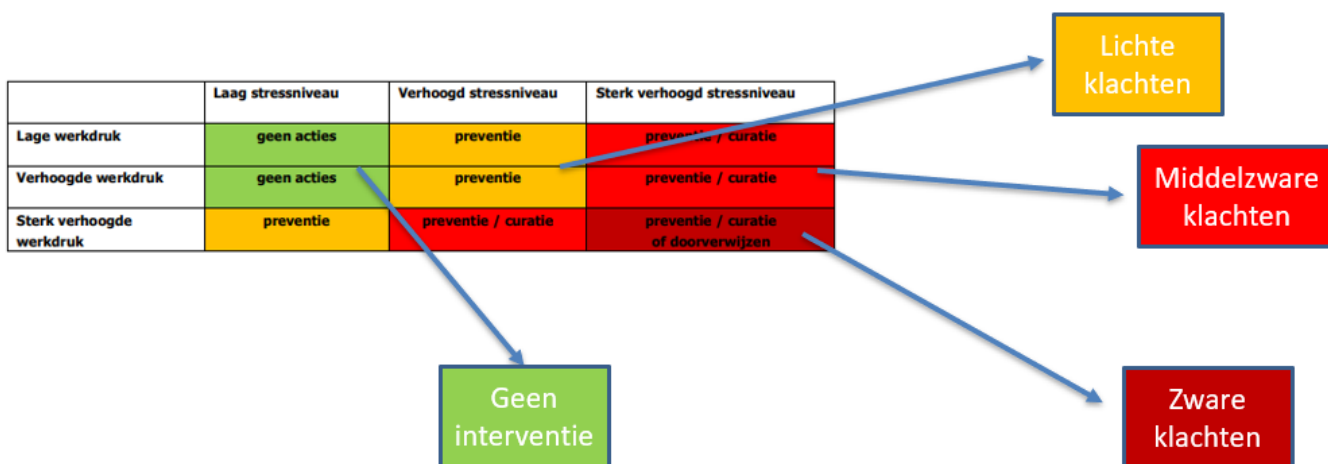 Lichte
klachten
Laag stressniveau Verhoogd stressniveau Sterk verhoogd stressniveau
Lage werkdruk geen acties preventie preventie / curatie
Verhoogde werkdruk geen acties preventie preventie / curatie
Middelzware
klachten
Sterk verhoogde preventie preventie / curatie preventie / curatie
werkdruk of doorverwijzen
Geen
interventie
Zware
klachten